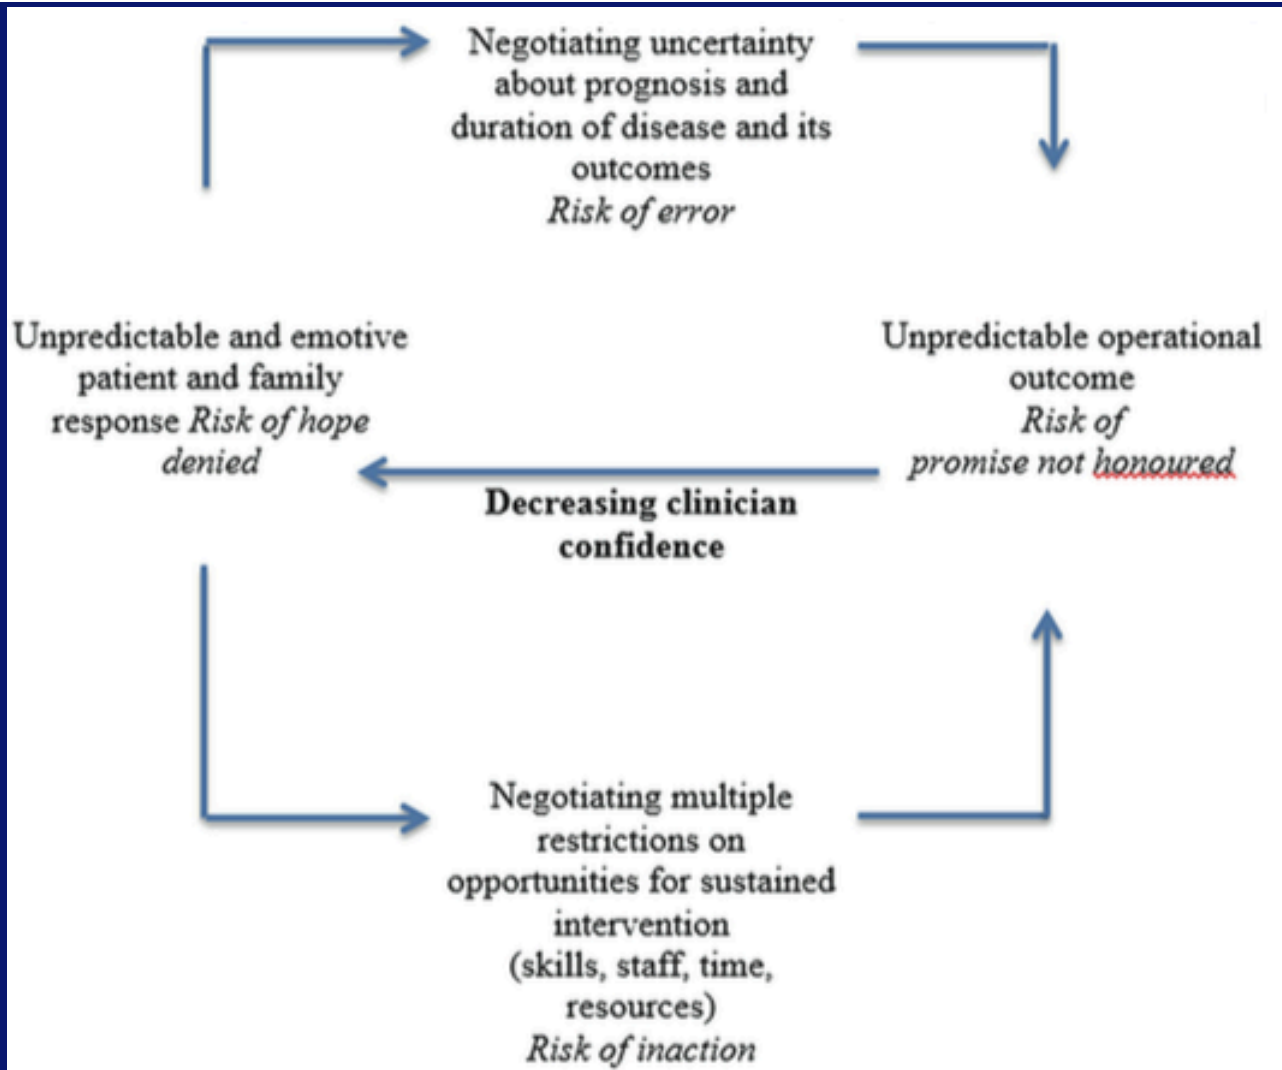 Negotiating uncertainty
about prognosis and
duration of disease and its
outcomes
Risk of error
Unpredictable and emotive
patient and family
response Risk of hope
denied
Unpredictable operational
outcome
Risk of
promise not honoured
Decreasing clinician
confidence
Negotiating multiple
restrictions on
opportunities for sustained
intervention
(skills, staff, time,
resources)
Risk of inaction